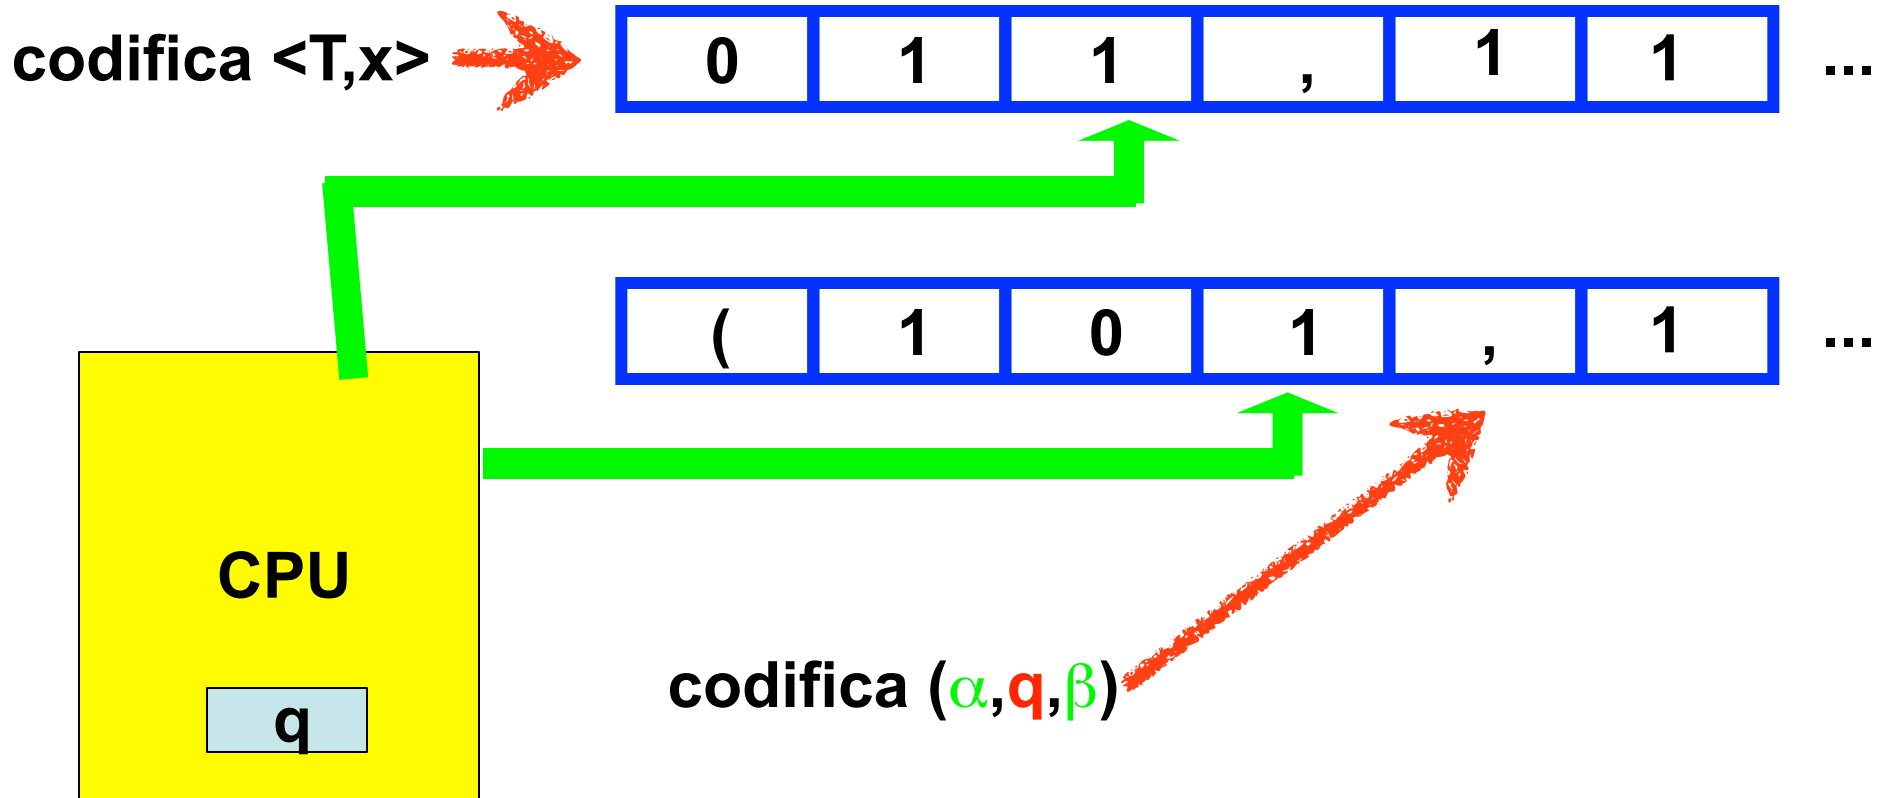 codifica <T,x> 0 1 1 , 1 1 ...
( 1 0 1 , 1 ...
CPU
codifica (α,q,β)
q